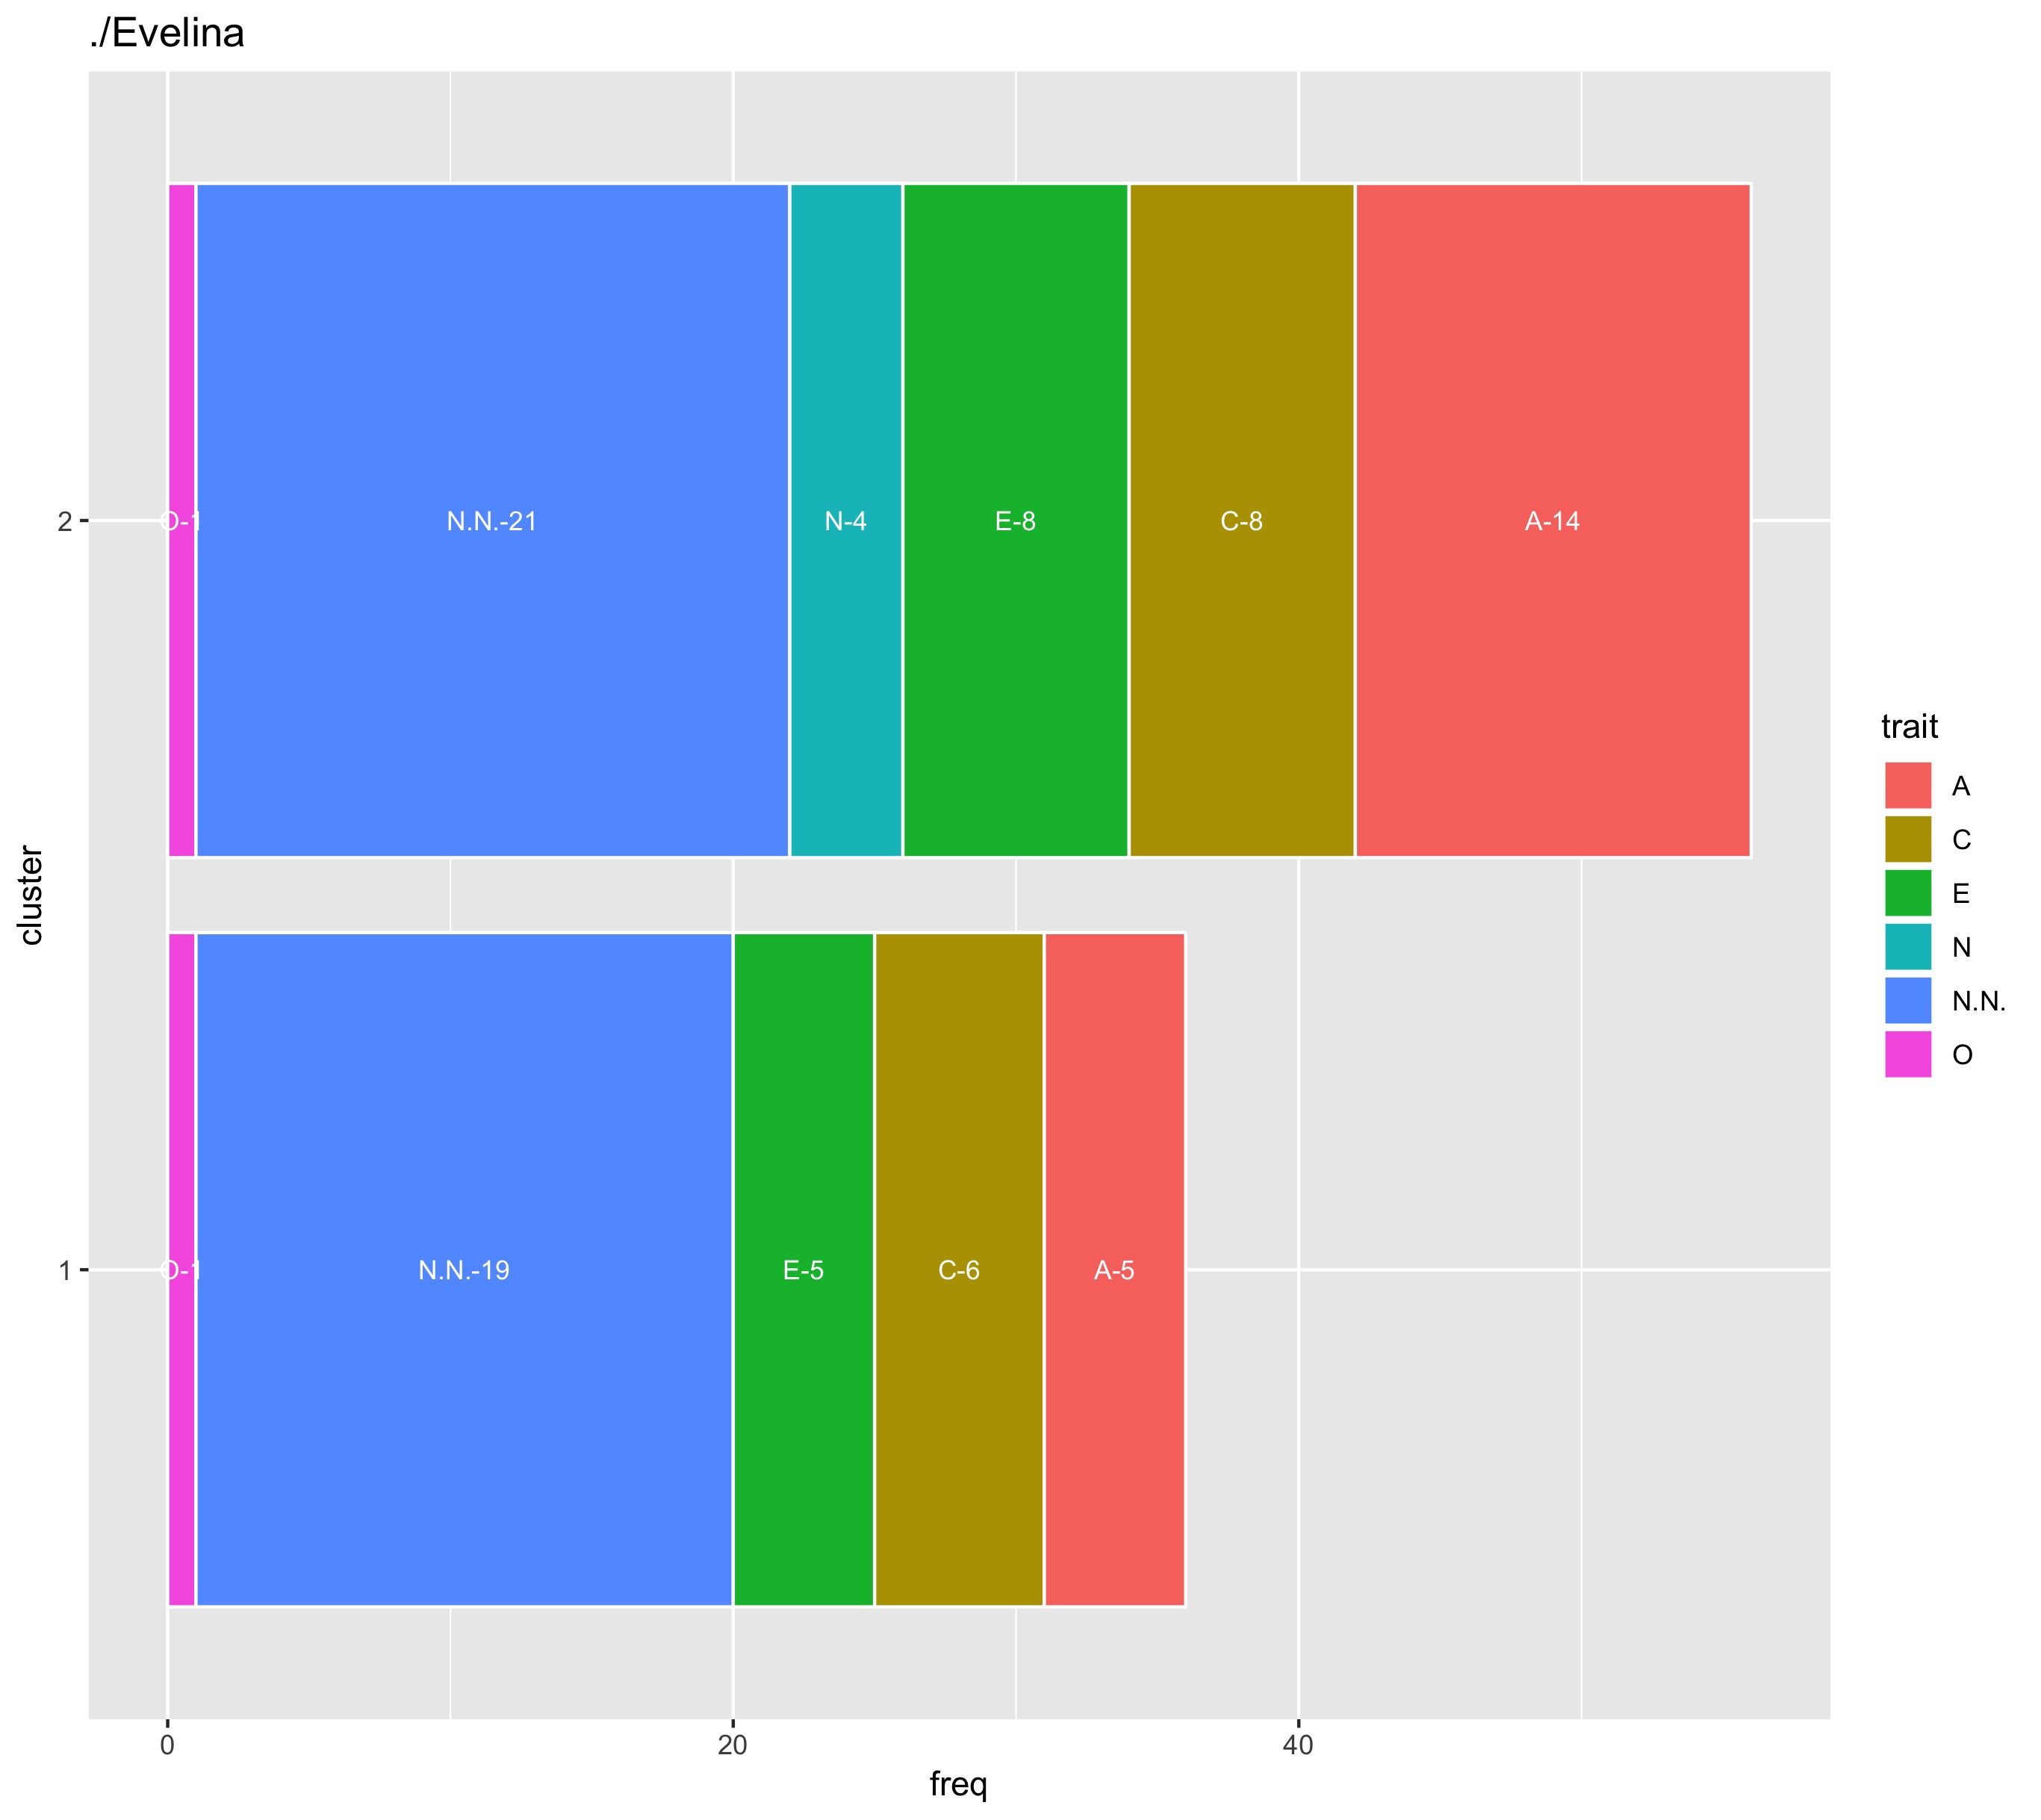 ./Evelina
2
O-1
N.N.-21
N-4
E-8
C-8
A-14
1
O-1
N.N.-19
E-5
C-6
A-5
cluster
0
20
40
freq
trait
A
C
E
N
N.N.
O